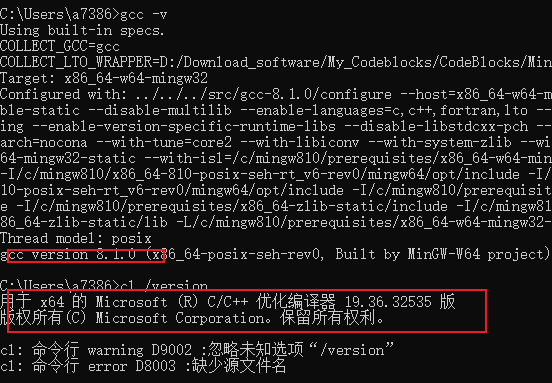 C:\Users\a7386>gcc -v
Using built-in specs.
COLLECT_GCC=gcc
COLLECT_LTO_WRAPPER=D:/Download_software/My_Codeblocks/CodeBlocks/Min
Target: x86_64-w64-mingw32
Configured with: ../../../src/gcc-8.1.0/configure --host=x86_64-w64-m
ble-static --disable-multilib --enable-languages=c,c++,fortran,lto --
ing --enable-version-specific-runtime-libs --disable-libstdcxx-pch --
arch=nocona --with-tune=core2 --with-libiconv --with-system-zlib --wi
64-mingw32-static --with-isl=/c/mingw810/prerequisites/x86_64-w64-min
-I/c/mingw810/x86_64-810-posix-seh-rt_v6-rev0/mingw64/opt/include -I/
10-posix-seh-rt_v6-rev0/mingw64/opt/include -I/c/mingw810/prerequisit
e -I/c/mingw810/prerequisites/x86_64-w64-mingw32-static/include -I/c/mingw81
86_64-zlib-static/lib -L/c/mingw810/prerequisites/x86_64-w64-mingw32-
Thread model: posix
gcc version 8.1.0 (x86_64-posix-seh-rev0, Built by MinGW-W64 project)
C:\Users\a7386>cl /version
用于 x64 的 Microsoft (R) C/C++ 优化编译器 19.36.32535 版
版权所有(C) Microsoft Corporation。保留所有权利。
cl: 命令行 warning D9002 :忽略未知选项“/version”
cl: 命令行 error D8003 :缺少源文件名